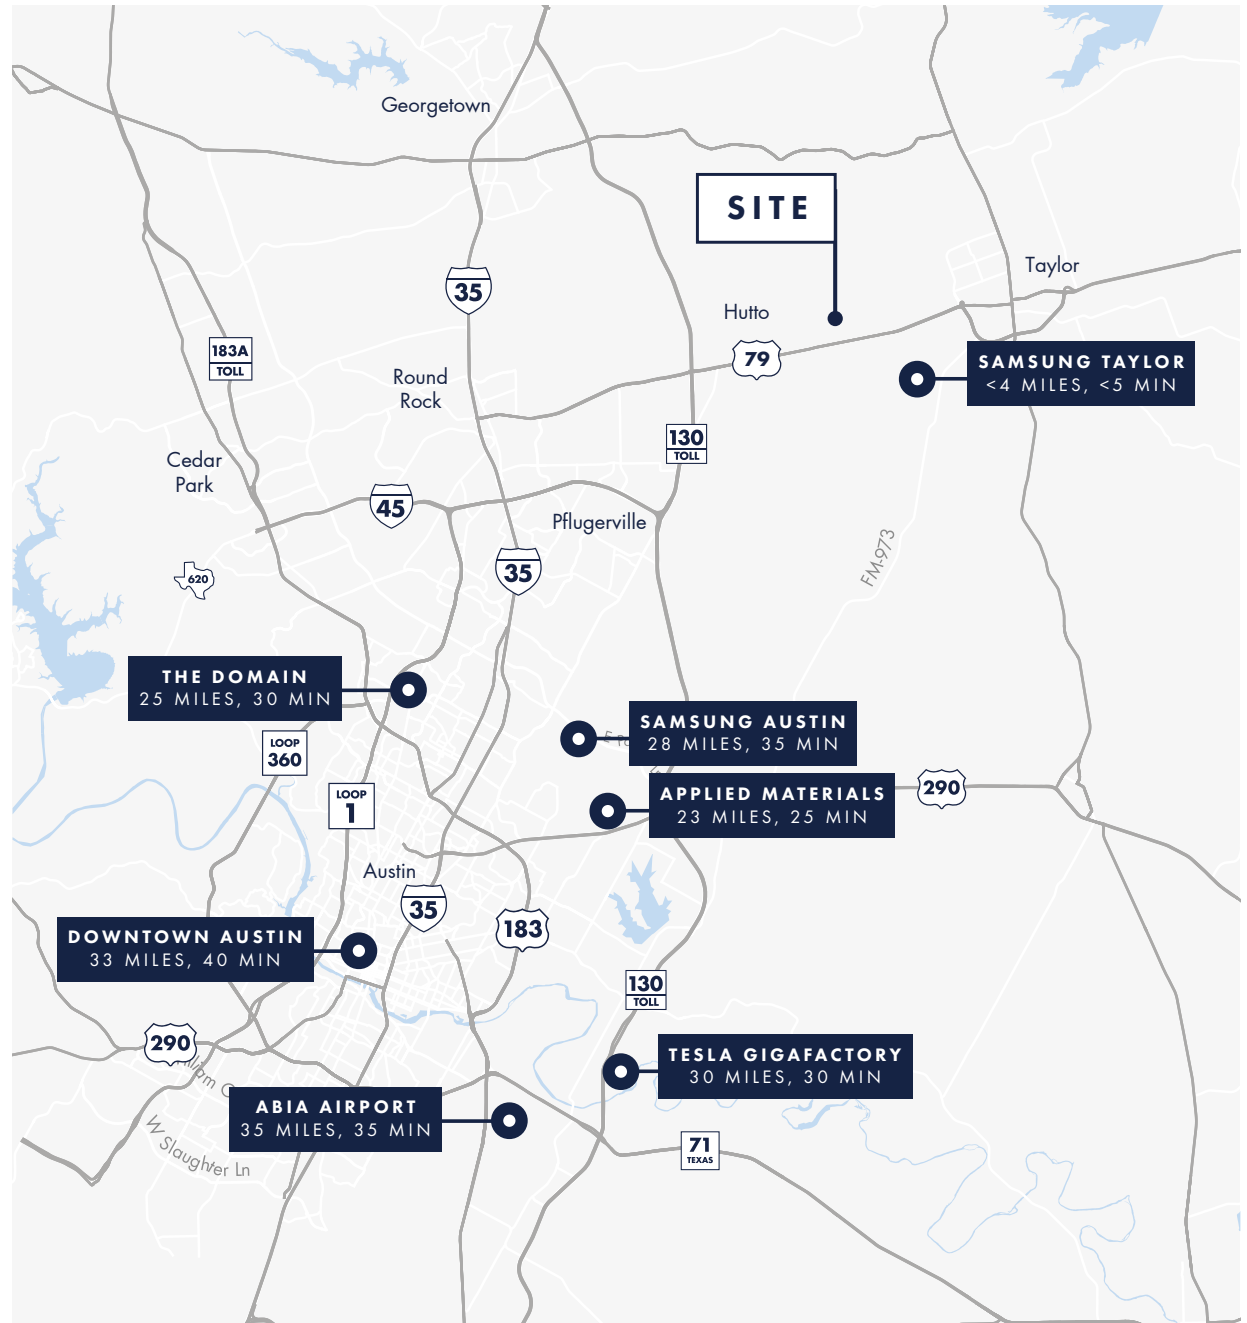 Georgetown
SITE
Taylor
35
Hutto
79
183A
TOLL
SAMSUNG TAYLOR
<4 MILES, <5 MIN
Round
Rock
130
TOLL
Cedar
Park
45
Pflugerville
FM-973
35
620
THE DOMAIN
25 MILES, 30 MIN
SAMSUNG AUSTIN
28 MILES, 35 MIN
LOOP
360
LOOP
1
APPLIED MATERIALS
23 MILES, 25 MIN
290
Austin
35
183
DOWNTOWN AUSTIN
33 MILES, 40 MIN
130
TOLL
290
TESLA GIGAFACTORY
30 MILES, 30 MIN
ABIA AIRPORT
35 MILES, 35 MIN
W Slaughter Ln
71
TEXAS